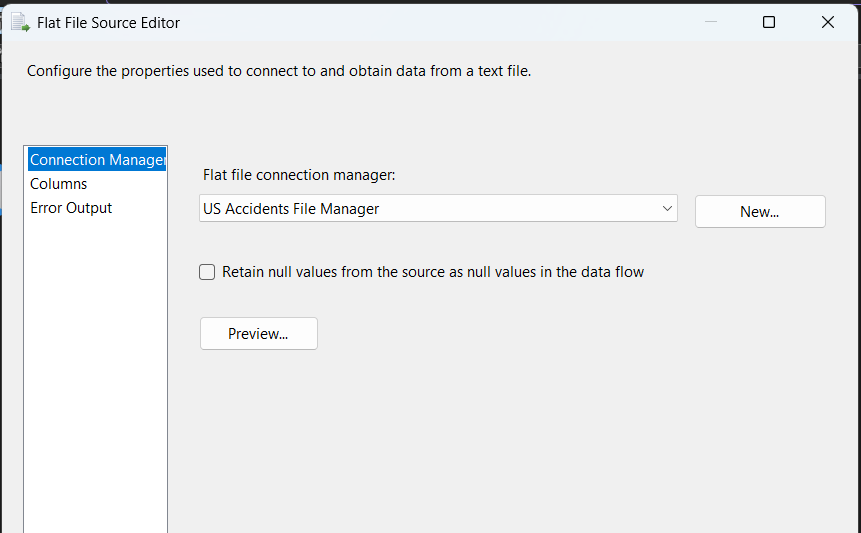 Flat File Source Editor
Configure the properties used to connect to and obtain data from a text file.
Connection Manager
Columns
Error Output
Flat file connection manager:
US Accidents File Manager
New...
Retain null values from the source as null values in the data flow
Preview...